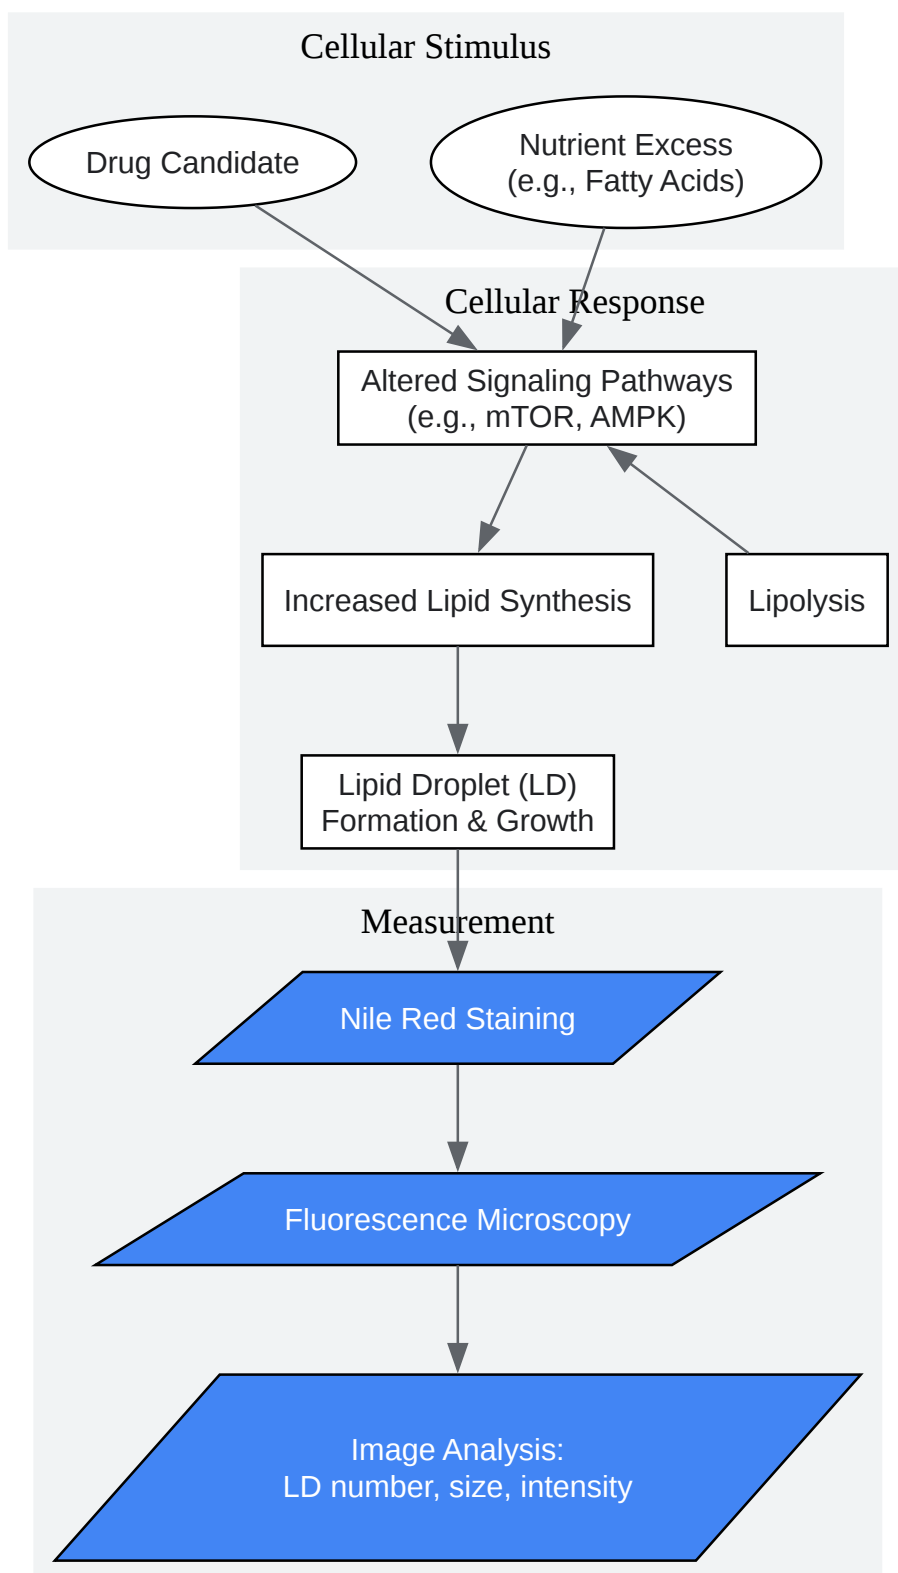 Cellular Stimulus
Drug Candidate
Nutrient Excess
(e.g., Fatty Acids)
Cellular Response
Altered Signaling Pathways
(e.g., mTOR, AMPK)
Increased Lipid Synthesis
Lipolysis
Lipid Droplet (LD)
Formation & Growth
Measurement
Nile Red Staining
Fluorescence Microscopy
Image Analysis:
LD number, size, intensity